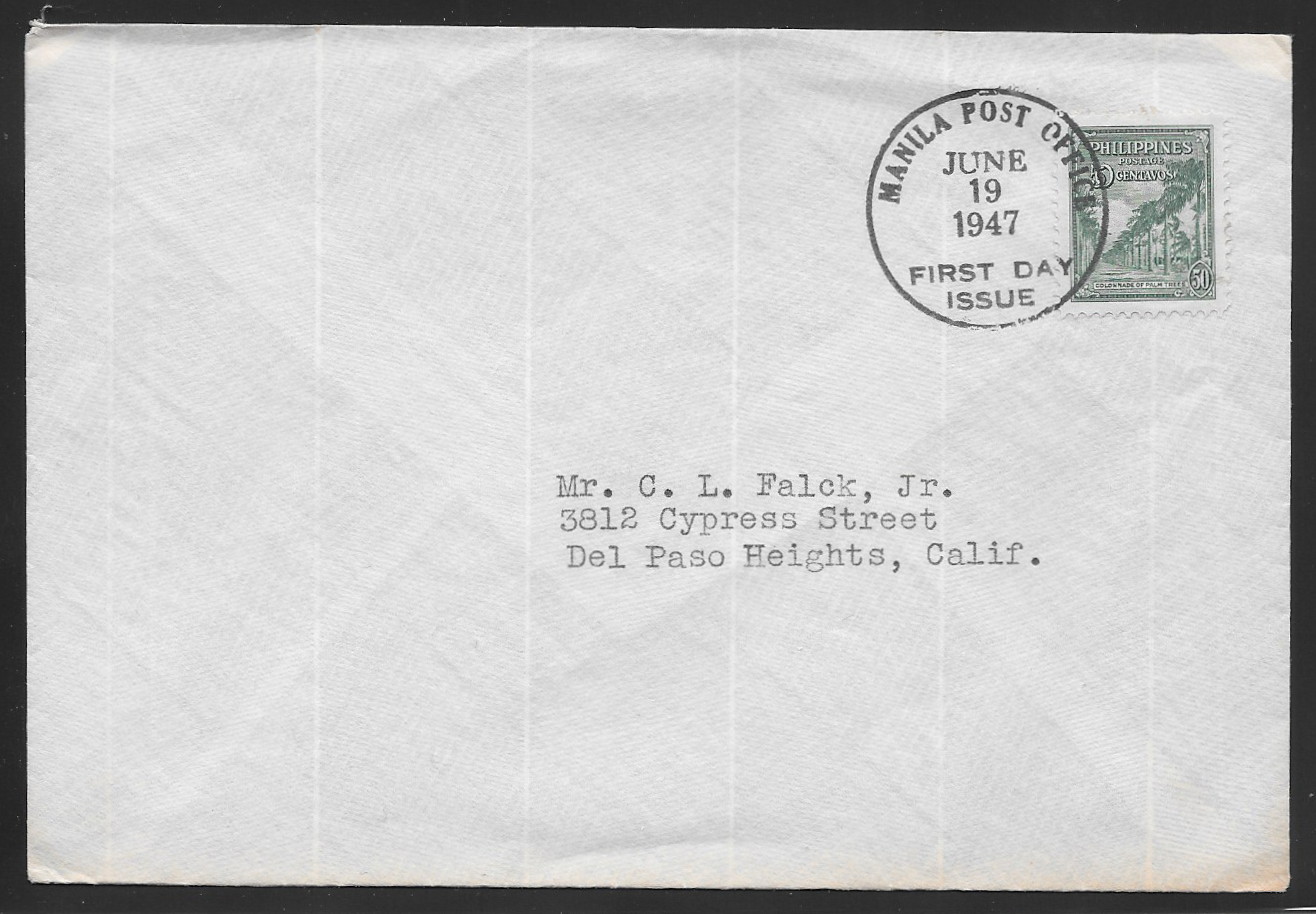 MANILA POST OFFICE
JUNE
19
1947
FIRST DAY
ISSUE
PHILIPPINES
POSTAGE
50 CENTAVOS
COLONNADE OF PALM TREES
50
Mr. C. L. Falck, Jr.
3812 Cypress Street
Del Paso Heights, Calif.